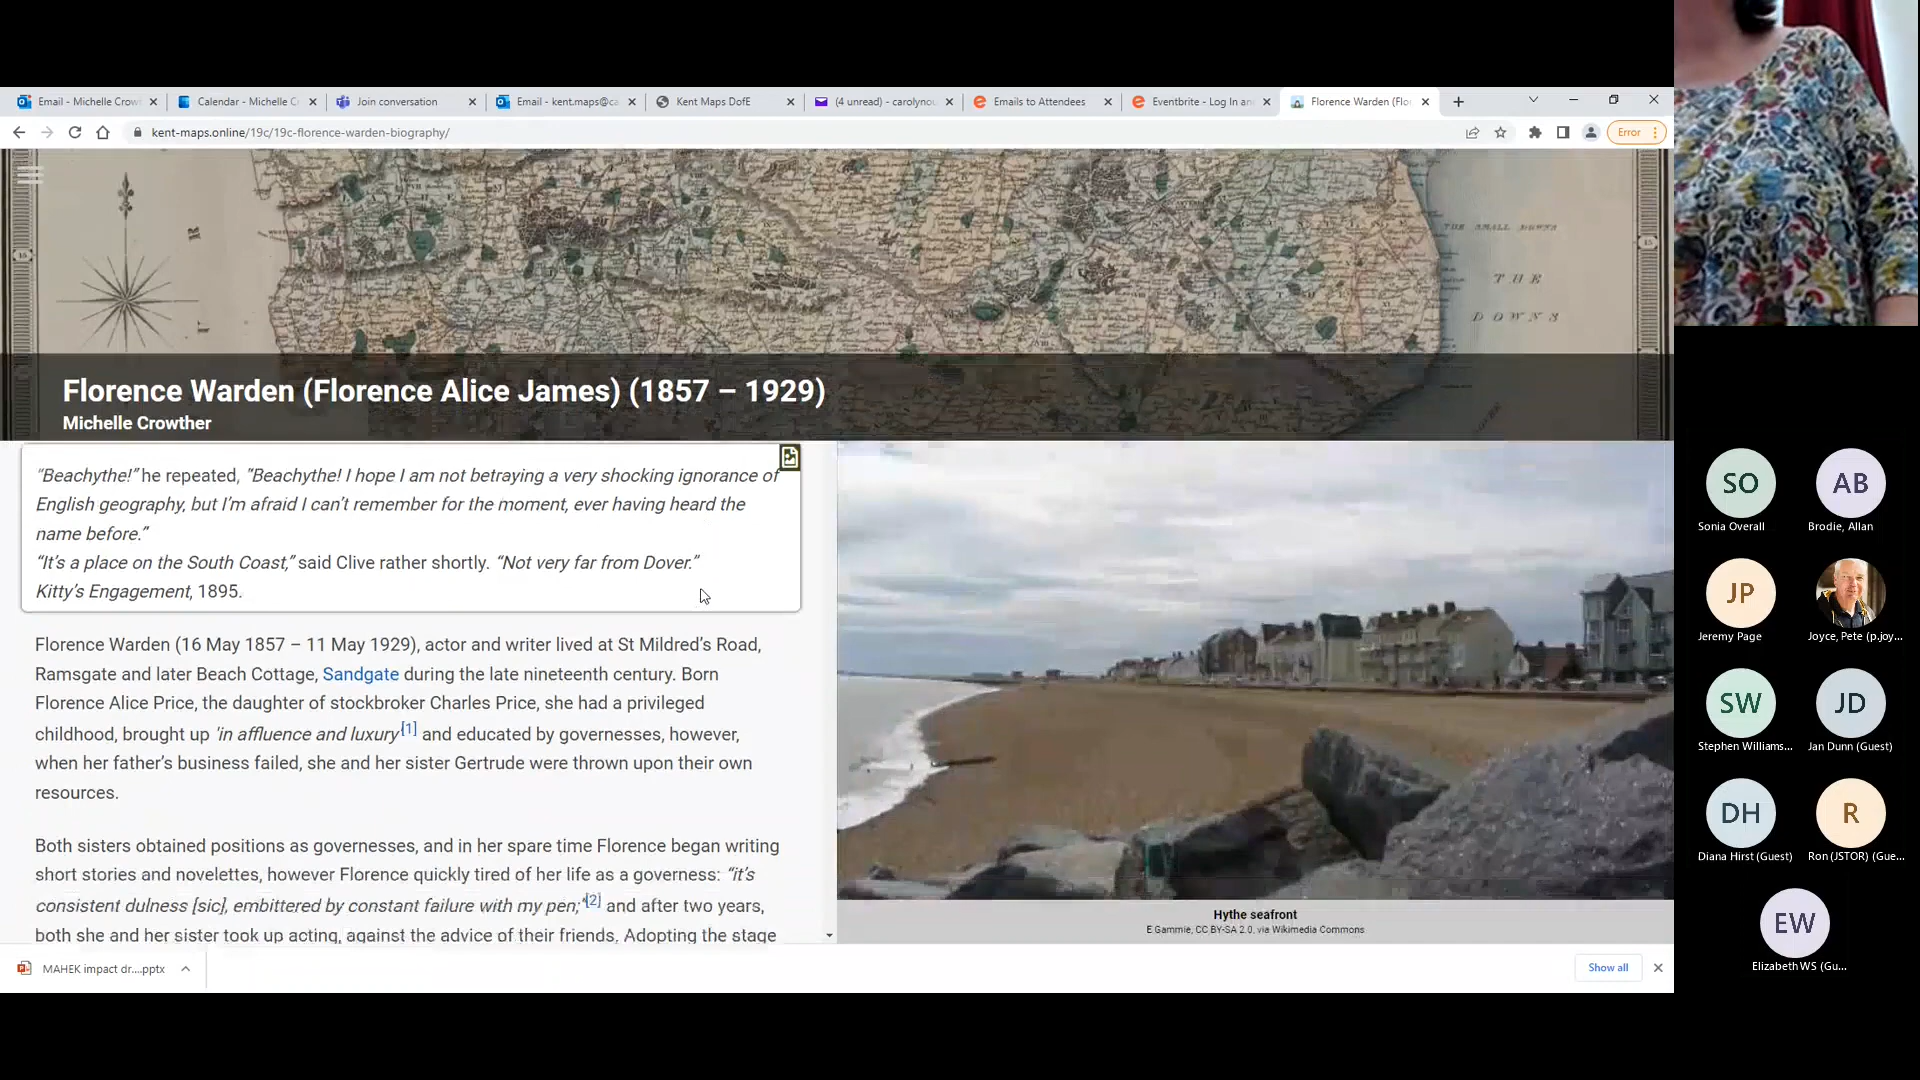 Email - Michelle Crow
Calendar - Michelle C
Join conversation
Email - kent.maps@ca
Kent Maps DofE
(4 unread) - carolyno
Emails to Attendees
Eventbrite - Log In an
Florence Warden (Flo
kent-maps.online/19c/19c-florence-warden-biography/
Error
THE SMALL DOWNS
THE
DOWNS
Florence Warden (Florence Alice James) (1857 – 1929)
Michelle Crowther
“Beachythe!” he repeated, “Beachythe! I hope I am not betraying a very shocking ignorance of
English geography, but I’m afraid I can’t remember for the moment, ever having heard the
name before.”
“It’s a place on the South Coast,” said Clive rather shortly. “Not very far from Dover.”
Kitty’s Engagement, 1895.
Florence Warden (16 May 1857 – 11 May 1929), actor and writer lived at St Mildred’s Road,
Ramsgate and later Beach Cottage, Sandgate during the late nineteenth century. Born
Florence Alice Price, the daughter of stockbroker Charles Price, she had a privileged
childhood, brought up ‘in affluence and luxury’[1] and educated by governesses, however,
when her father’s business failed, she and her sister Gertrude were thrown upon their own
resources.
Both sisters obtained positions as governesses, and in her spare time Florence began writing
short stories and novelettes, however Florence quickly tired of her life as a governess: “it’s
consistent dulness [sic], embittered by constant failure with my pen;“[2] and after two years,
both she and her sister took up acting, against the advice of their friends. Adopting the stage
Hythe seafront
E Gammie, CC BY-SA 2.0, via Wikimedia Commons
MAHEK impact dr....pptx
Show all
SO
AB
Sonia Overall
Brodie, Allan
JP
Jeremy Page
Joyce, Pete (p.joy...
SW
JD
Stephen Williams...
Jan Dunn (Guest)
DH
R
Diana Hirst (Guest)
Ron (JSTOR) (Gue...
EW
Elizabeth WS (Gu...